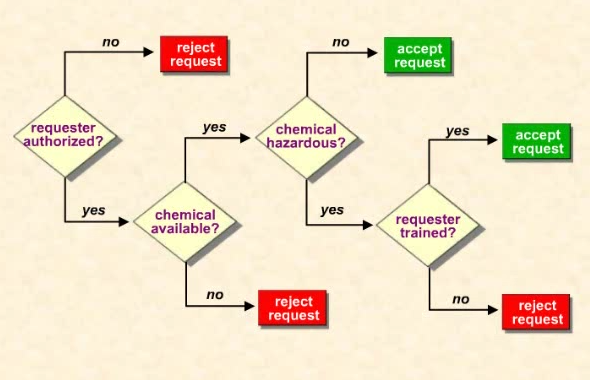 no
reject
request
no
accept
request
requester
authorized?
yes
chemical
hazardous?
yes
accept
request
yes
chemical
available?
yes
requester
trained?
no
reject
request
no
reject
request